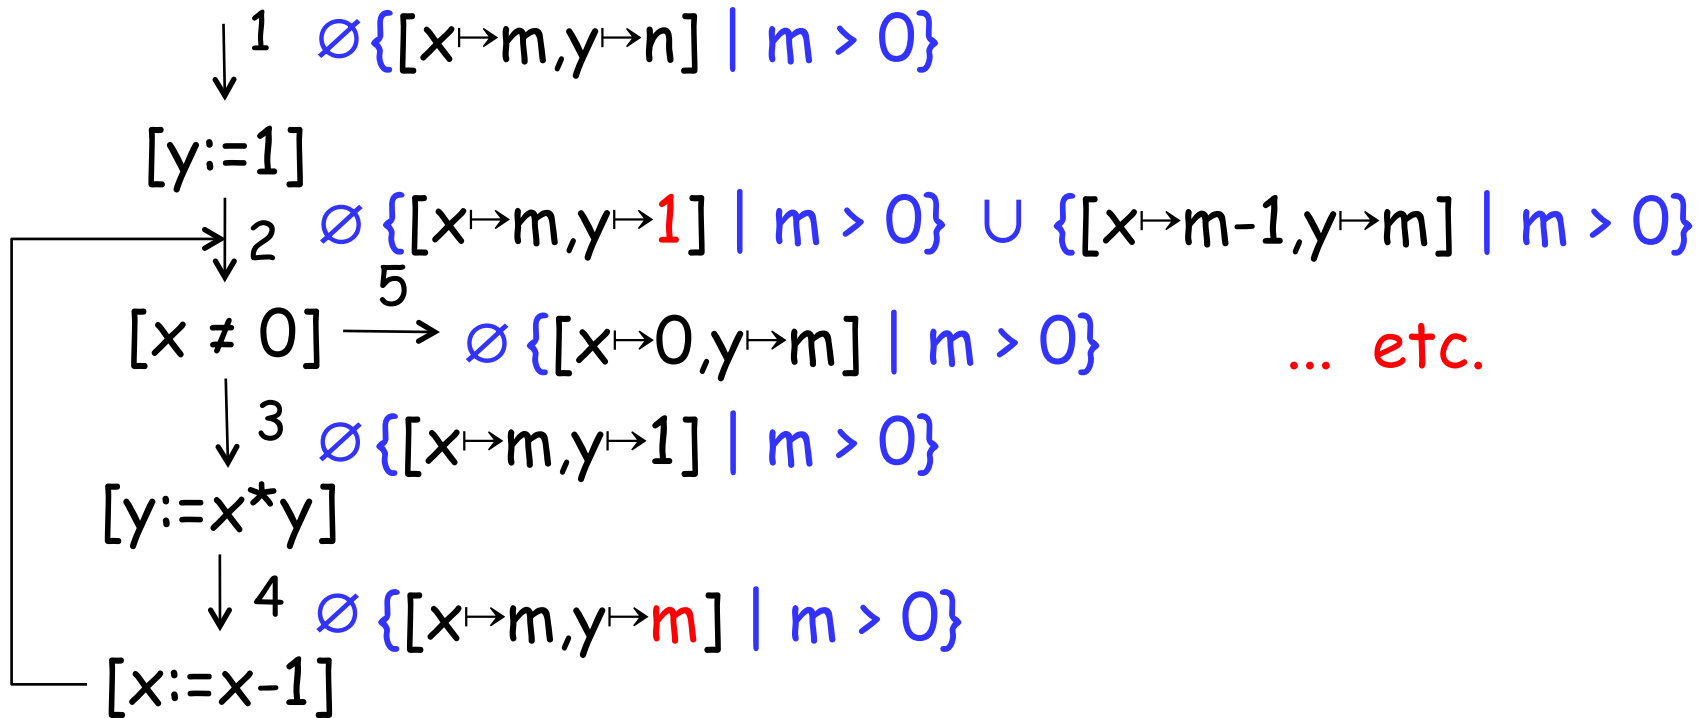 1 ∅ {[x↦m,y↦n] | m > 0}
[y:=1]
2 ∅ {[x↦m,y↦1] | m > 0} ∪ {[x↦m-1,y↦m] | m > 0}
5
[x ≠ 0] ∅ {[x↦0,y↦m] | m > 0} ... etc.
3 ∅ {[x↦m,y↦1] | m > 0}
[y:=x*y]
4 ∅ {[x↦m,y↦m] | m > 0}
[x:=x-1]